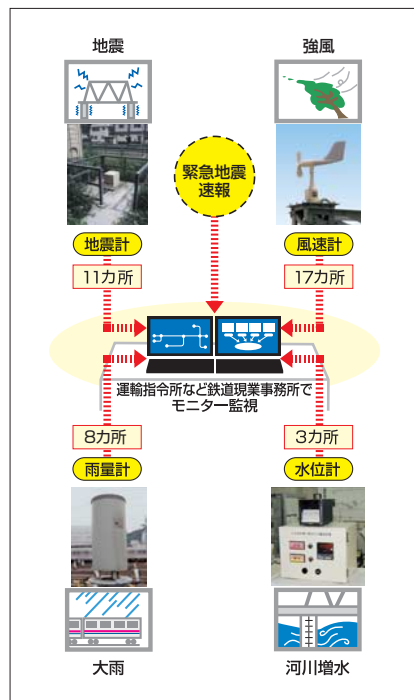 地震
強風
緊急地震
速報
地震計
風速計
11カ所
17カ所
運輸指令所など鉄道現業事務所で
モニター監視
8カ所
3カ所
雨量計
水位計
大雨
河川増水